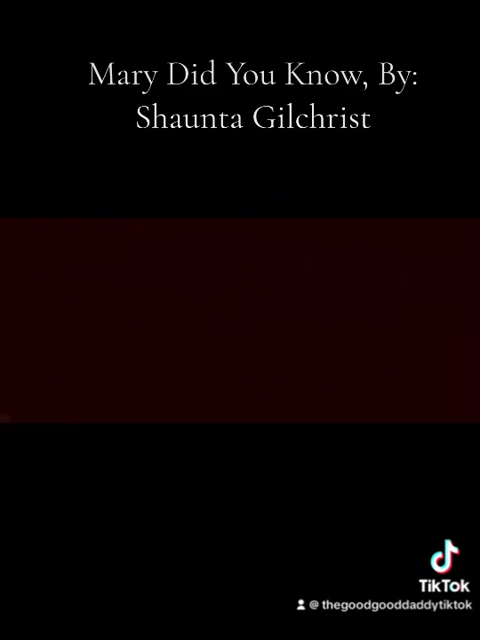 Mary Did You Know, By:
Shaunta Gilchrist
TikTok
@ thegoodgooddaddytiktok